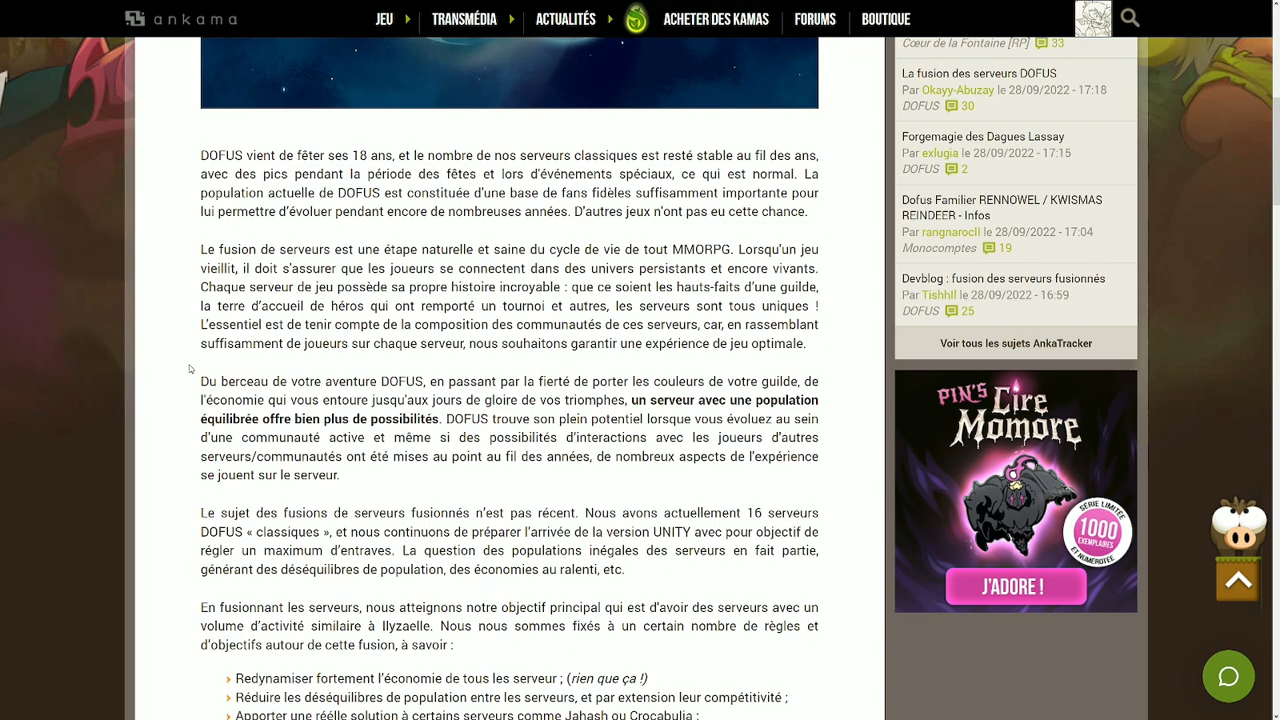 ankama
JEU TRANSMÉDIA ACTUALITÉS ACHETER DES KAMAS FORUMS BOUTIQUE
DOFUS vient de fêter ses 18 ans, et le nombre de nos serveurs classiques est resté stable au fil des ans,
avec des pics pendant la période des fêtes et lors d'événements spéciaux, ce qui est normal. La
population actuelle de DOFUS est constituée d'une base de fans fidèles suffisamment importante pour
lui permettre d'évoluer pendant encore de nombreuses années. D'autres jeux n'ont pas eu cette chance.
Le fusion de serveurs est une étape naturelle et saine du cycle de vie de tout MMORPG. Lorsqu'un jeu
vieillit, il doit s'assurer que les joueurs se connectent dans des univers persistants et encore vivants.
Chaque serveur de jeu possède sa propre histoire incroyable : que ce soient les hauts-faits d'une guilde,
la terre d'accueil de héros qui ont remporté un tournoi et autres, les serveurs sont tous uniques !
L'essentiel est de tenir compte de la composition des communautés de ces serveurs, car, en rassemblant
suffisamment de joueurs sur chaque serveur, nous souhaitons garantir une expérience de jeu optimale.
Du berceau de votre aventure DOFUS, en passant par la fierté de porter les couleurs de votre guilde, de
l'économie qui vous entoure jusqu'aux jours de gloire de vos triomphes, un serveur avec une population
équilibrée offre bien plus de possibilités. DOFUS trouve son plein potentiel lorsque vous évoluez au sein
d'une communauté active et même si des possibilités d'interactions avec les joueurs d'autres
serveurs/communautés ont été mises au point au fil des années, de nombreux aspects de l'expérience
se jouent sur le serveur.
Le sujet des fusions de serveurs fusionnés n'est pas récent. Nous avons actuellement 16 serveurs
DOFUS « classiques », et nous continuons de préparer l'arrivée de la version UNITY avec pour objectif de
régler un maximum d'entraves. La question des populations inégales des serveurs en fait partie,
générant des déséquilibres de population, des économies au ralenti, etc.
En fusionnant les serveurs, nous atteignons notre objectif principal qui est d'avoir des serveurs avec un
volume d'activité similaire à Ilyzaelle. Nous nous sommes fixés à un certain nombre de règles et
d'objectifs autour de cette fusion, à savoir :
Redynamiser fortement l'économie de tous les serveur ; (rien que ça !)
Réduire les déséquilibres de population entre les serveurs, et par extension leur compétitivité ;
Apporter une réelle solution à certains serveurs comme Jahash ou Crocabulia ;
Cœur de la Fontaine [RP] 33
La fusion des serveurs DOFUS
Par Okayy-Abuzay le 28/09/2022 - 17:18
DOFUS 30
Forgemagie des Dagues Lassay
Par exlugia le 28/09/2022 - 17:15
DOFUS 2
Dofus Familier RENNOWEL / KWISMAS
REINDEER - Infos
Par rangnarocII le 28/09/2022 - 17:04
Monocomptes 19
Devblog : fusion des serveurs fusionnés
Par TishhII le 28/09/2022 - 16:59
DOFUS 25
Voir tous les sujets AnkaTracker
PIN'S
Cire
Momore
SÉRIE LIMITÉE
1000
EXEMPLAIRES
ET NUMÉROTÉE
J'ADORE !